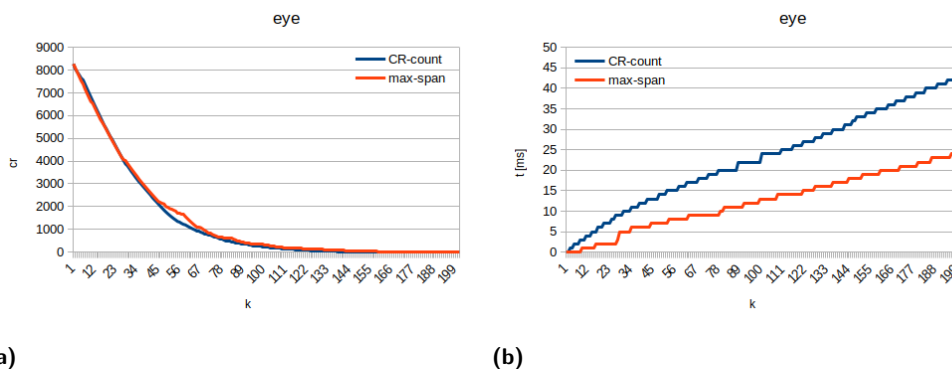 eye
9000
8000
7000
6000
5000
4000
3000
2000
1000
0
cr
CR-count
max-span
1 12 23 34 45 56 67 78 89 100 111 122 133 144 155 166 177 188 199
k
a)
eye
50
45
40
35
30
25
20
15
10
5
0
t [ms]
CR-count
max-span
1 12 23 34 45 56 67 78 89 100 111 122 133 144 155 166 177 188
k
(b)